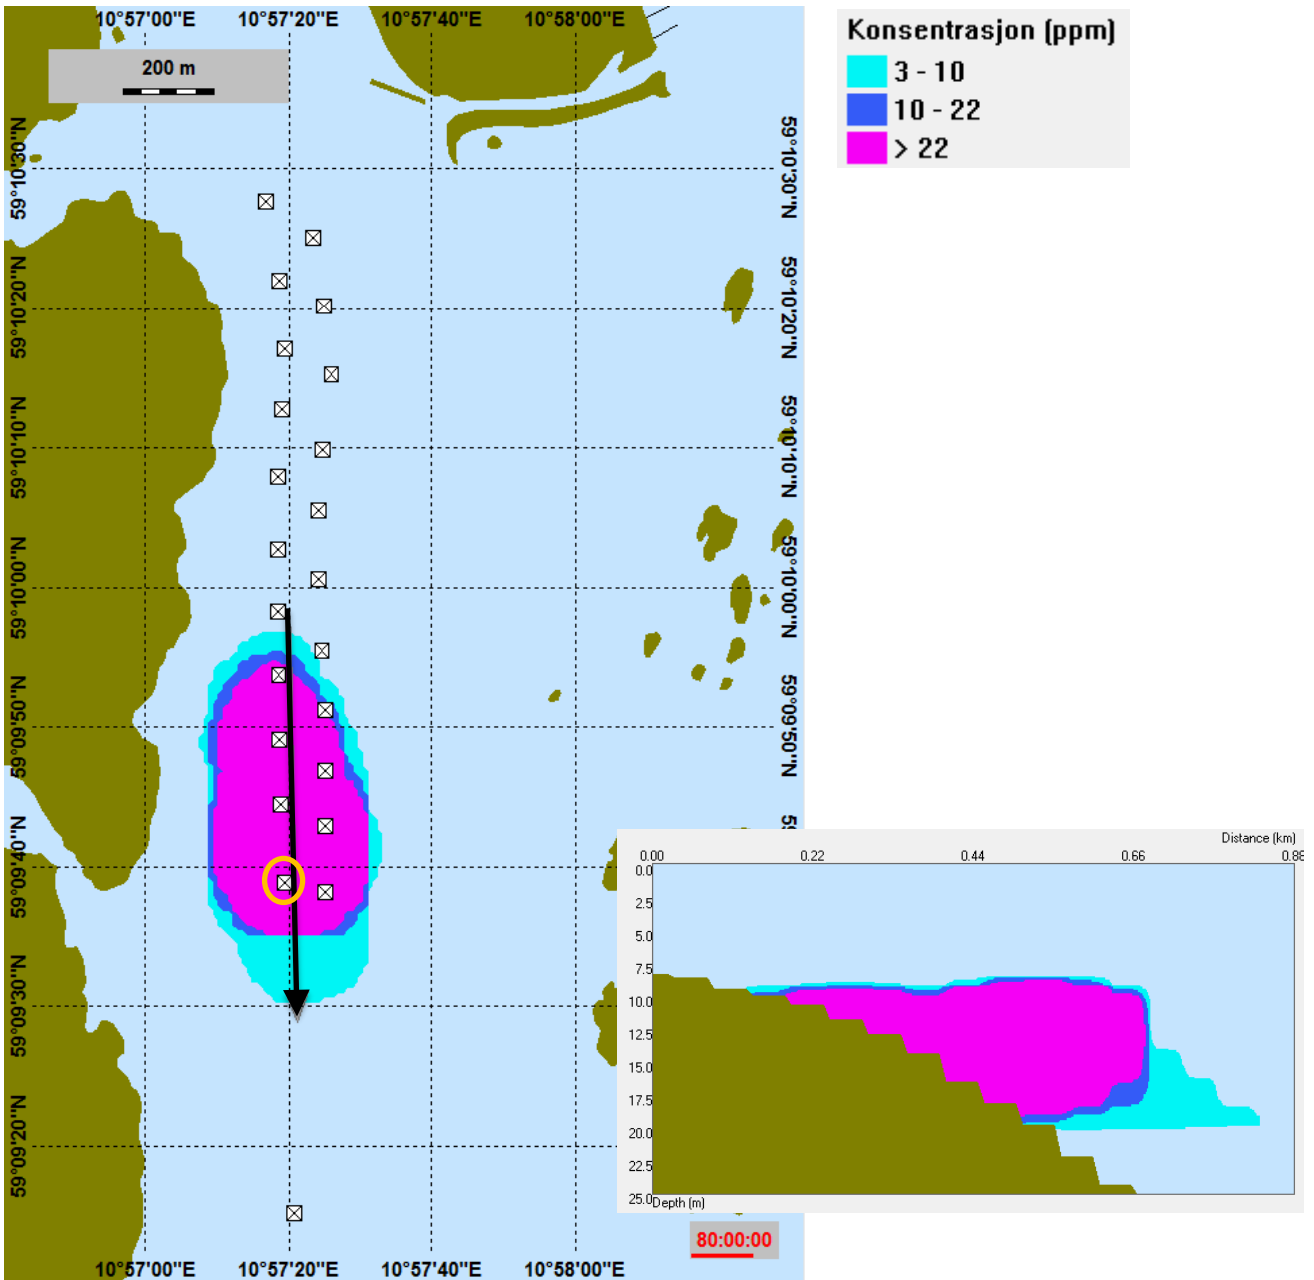 10°57'00"E 10°57'20"E 10°57'40"E 10°58'00"E
200 m
Konsentrasjon (ppm)
3 - 10
10 - 22
> 22
59°10'30"N 59°10'30"N
59°10'20"N 59°10'20"N
59°10'10"N 59°10'10"N
59°10'00"N 59°10'00"N
59°09'50"N 59°09'50"N
59°09'40"N 59°
59°09'30"N
59°09'20"N
Distance (km)
0.00 0.22 0.44 0.66 0.88
0.0
2.5
5.0
7.5
10.0
12.5
15.0
17.5
20.0
22.5
25.0
Depth (m)
80:00:00
10°57'00"E 10°57'20"E 10°57'40"E 10°58'00"E